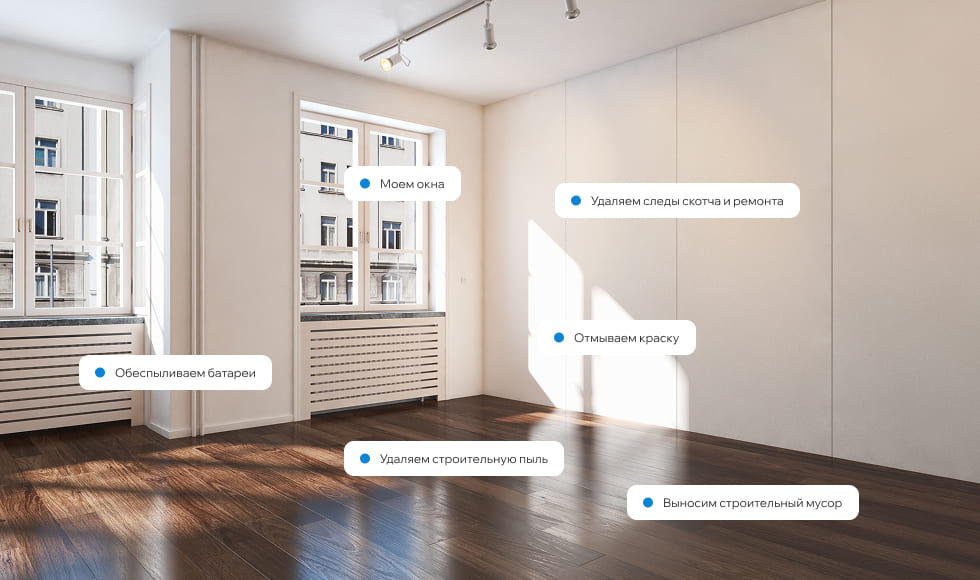 Моем окна
Удаляем следы скотча и ремонта
Отмываем краску
Обеспыливаем батареи
Удаляем строительную пыль
Выносим строительный мусор